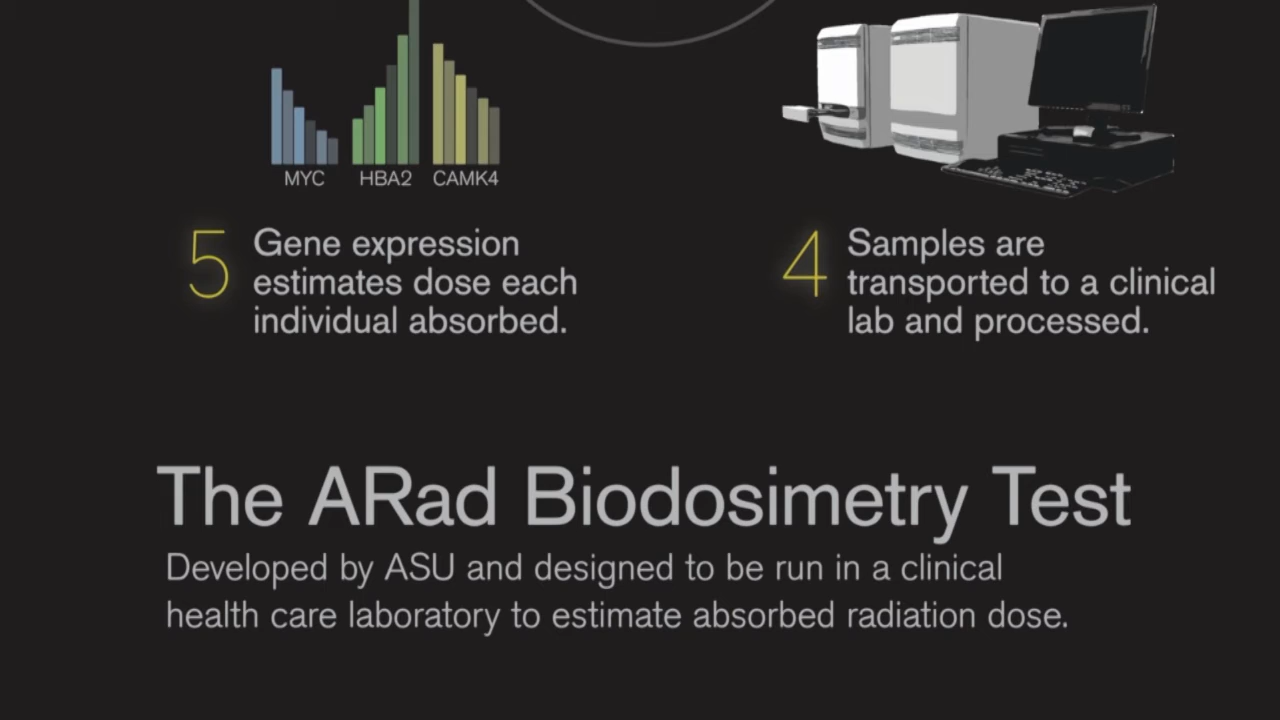 MYC HBA2 CAMK4
5 Gene expression
estimates dose each
individual absorbed.
4 Samples are
transported to a clinical
lab and processed.
The ARad Biodosimetry Test
Developed by ASU and designed to be run in a clinical
health care laboratory to estimate absorbed radiation dose.